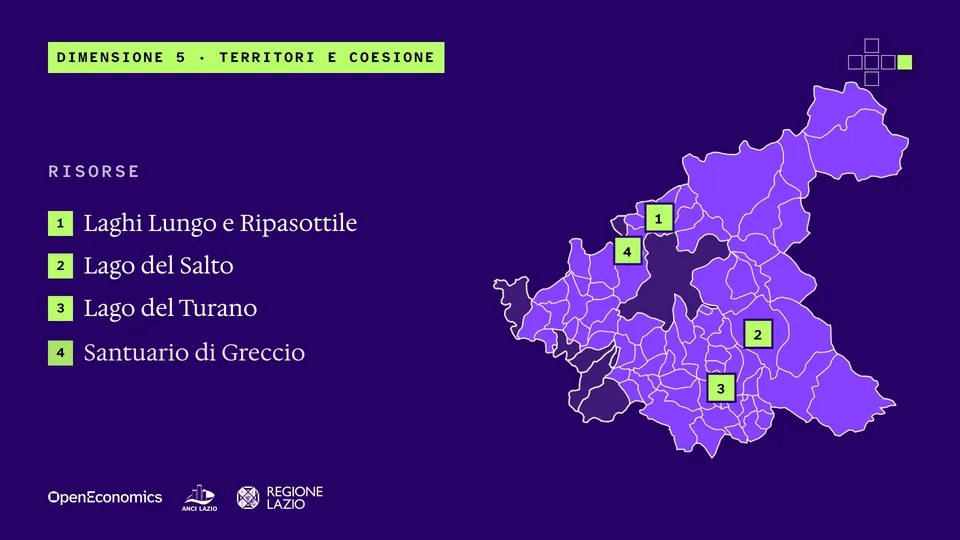 DIMENSIONE 5 · TERRITORI E COESIONE
RISORSE
1 Laghi Lungo e Ripasottile
2 Lago del Salto
3 Lago del Turano
4 Santuario di Greccio
1
4
2
3
OpenEconomics
ANCI LAZIO
REGIONE
LAZIO